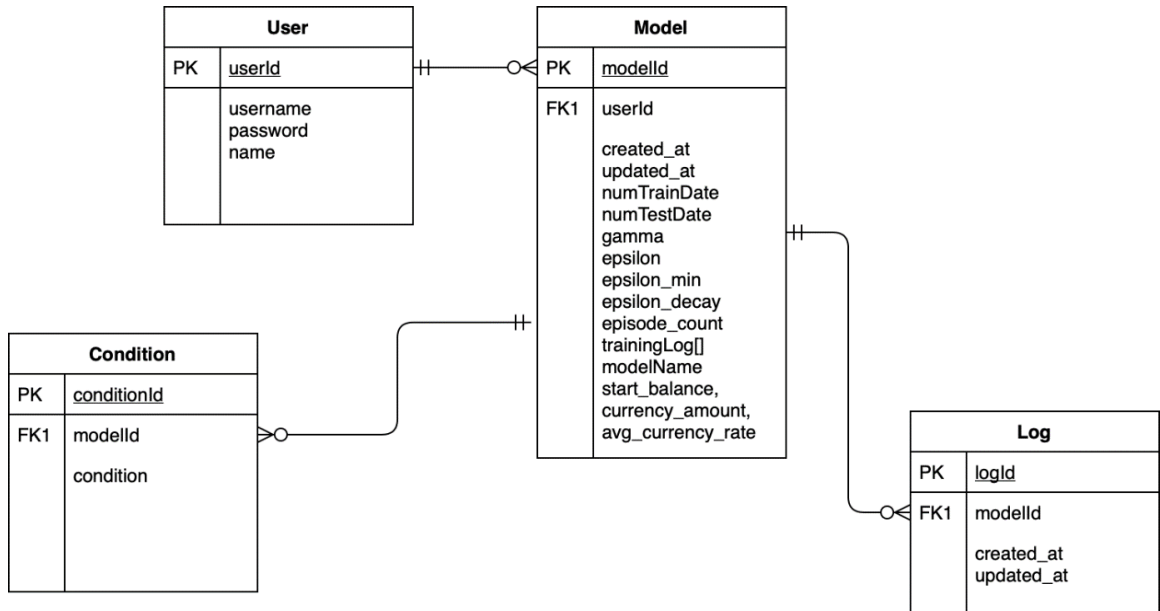 User
PK userId
username
password
name
Model
PK modelId
FK1 userId
created_at
updated_at
numTrainDate
numTestDate
gamma
epsilon
epsilon_min
epsilon_decay
episode_count
trainingLog[]
modelName
start_balance,
currency_amount,
avg_currency_rate
Condition
PK conditionId
FK1 modelId
condition
Log
PK logId
FK1 modelId
created_at
updated_at